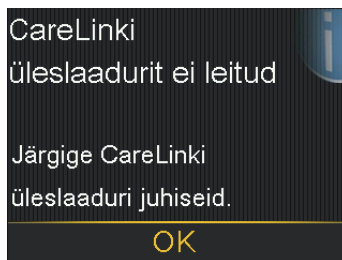 CareLinki
üleslaadurit ei leitud
Järgige CareLinki
üleslaaduri juhiseid.
OK